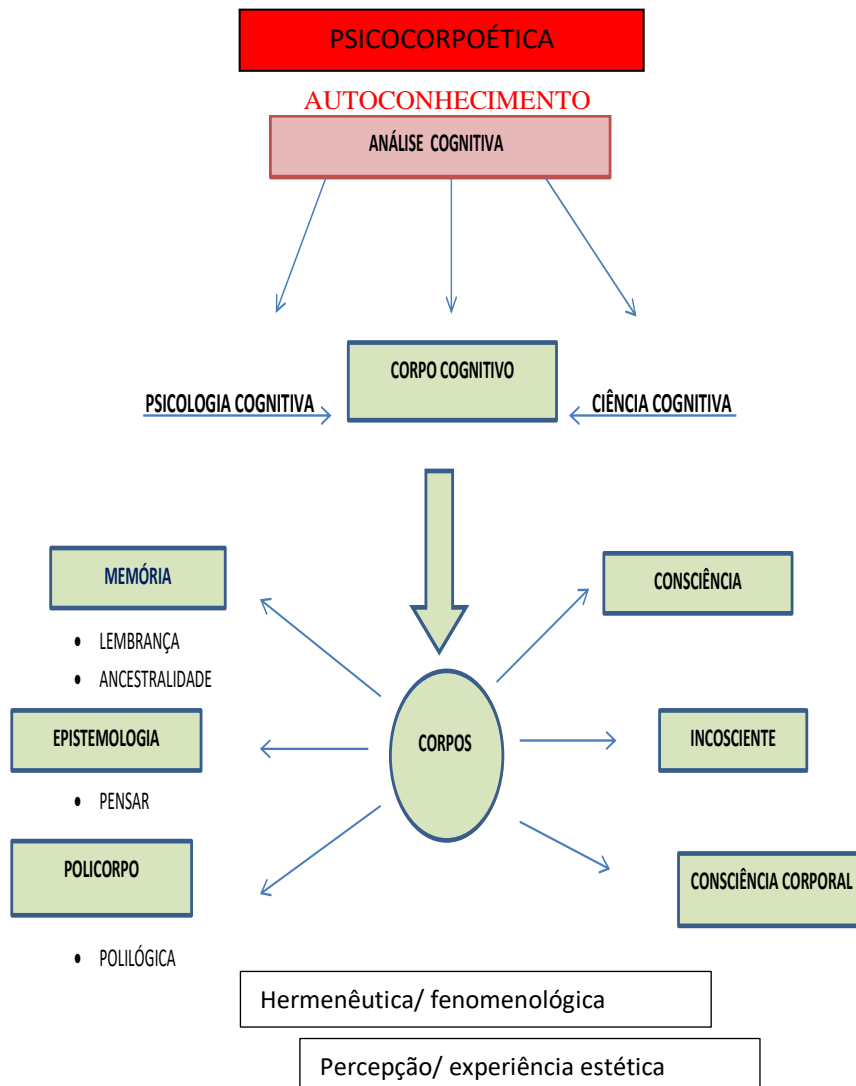 PSICOCORPOÉTICA
AUTOCONHECIMENTO
ANÁLISE COGNITIVA
CORPO COGNITIVO
PSICOLOGIA COGNITIVA
CIÊNCIA COGNITIVA
MEMÓRIA
CONSCIÊNCIA
• LEMBRANÇA
• ANCESTRALIDADE
EPISTEMOLOGIA
CORPOS
INCOSCIENTE
• PENSAR
POLICORPO
CONSCIÊNCIA CORPORAL
• POLILÓGICA
Hermenêutica/ fenomenológica
Percepção/ experiência estética